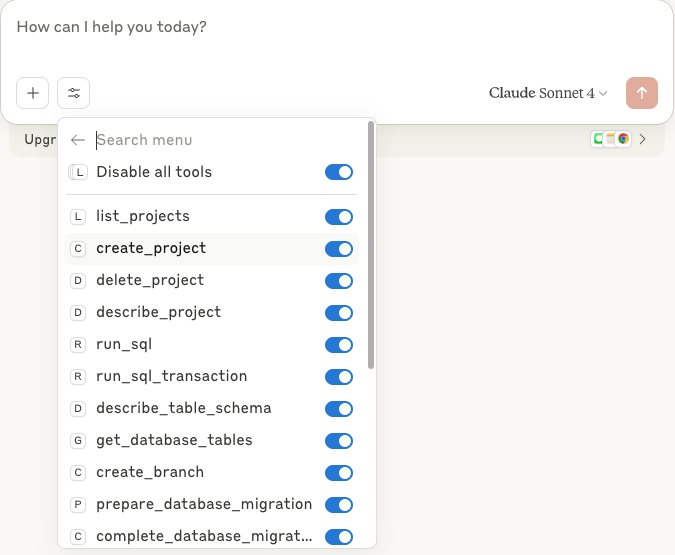 How can I help you today?
Claude Sonnet 4
Upgr
Search menu
L Disable all tools
L list_projects
C create_project
D delete_project
D describe_project
R run_sql
R run_sql_transaction
D describe_table_schema
G get_database_tables
C create_branch
P prepare_database_migration
C complete_database_migrat...